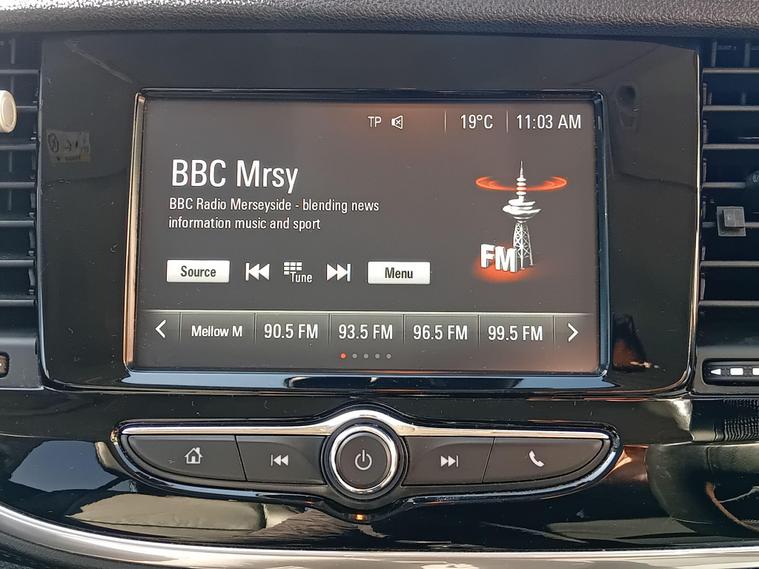 TP 19°C 11:03 AM
BBC Mrsy
BBC Radio Merseyside - blending news
information music and sport
FM
Source Tune Menu
Mellow M 90.5 FM 93.5 FM 96.5 FM 99.5 FM